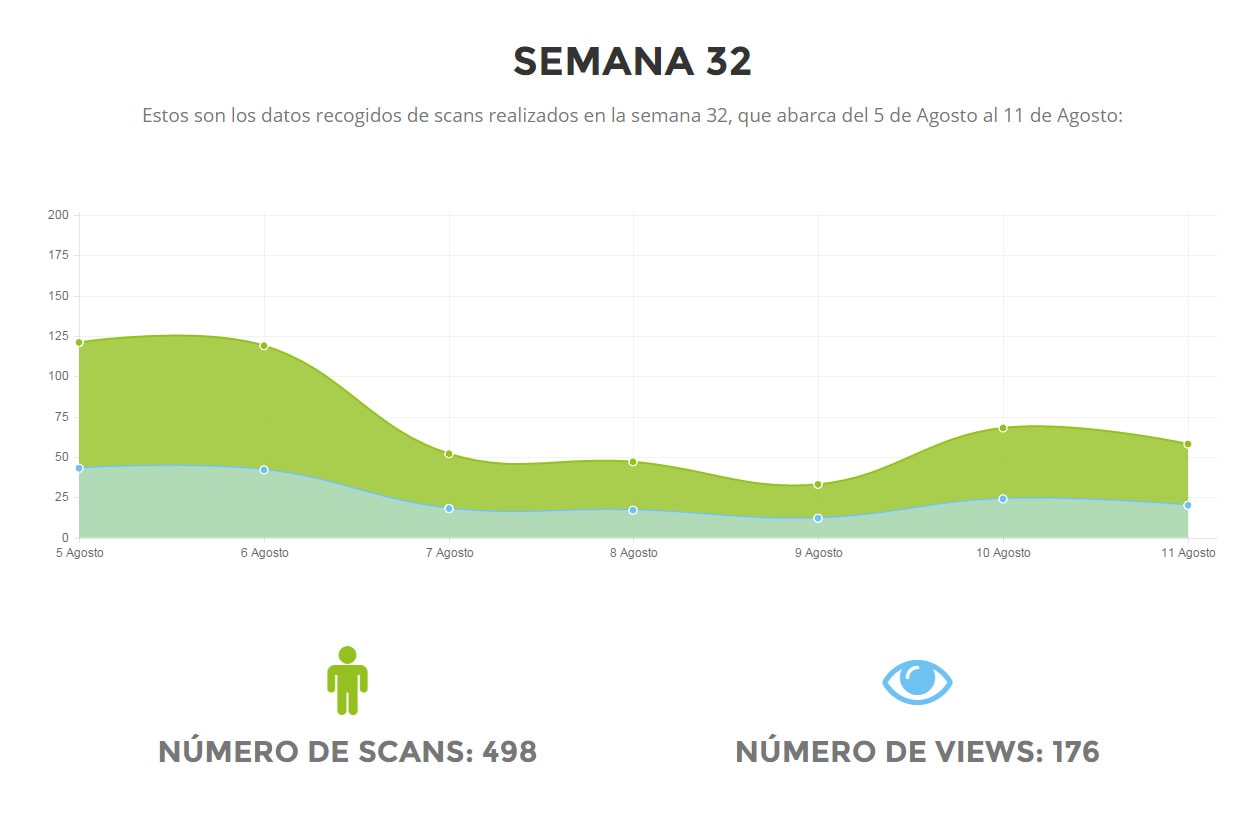 SEMANA 32
Estos son los datos recogidos de scans realizados en la semana 32, que abarca del 5 de Agosto al 11 de Agosto:
200
175
150
125
100
75
50
25
0
5 Agosto 6 Agosto 7 Agosto 8 Agosto 9 Agosto 10 Agosto 11 Agosto
NÚMERO DE SCANS: 498 NÚMERO DE VIEWS: 176